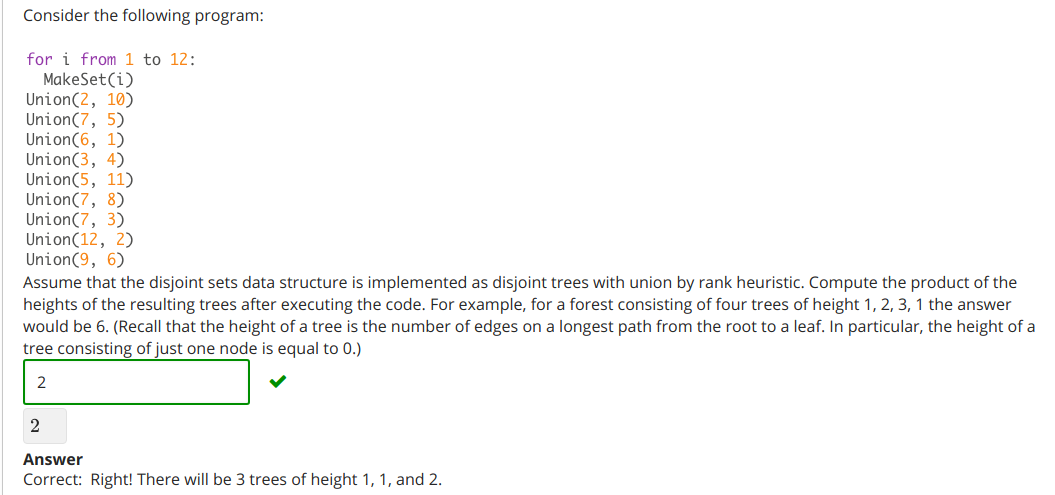 Consider the following program:
for i from 1 to 12:
  MakeSet(i)
Union(2, 10)
Union(7, 5)
Union(6, 1)
Union(3, 4)
Union(5, 11)
Union(7, 8)
Union(7, 3)
Union(12, 2)
Union(9, 6)
Assume that the disjoint sets data structure is implemented as disjoint trees with union by rank heuristic. Compute the product of the
heights of the resulting trees after executing the code. For example, for a forest consisting of four trees of height 1, 2, 3, 1 the answer
would be 6. (Recall that the height of a tree is the number of edges on a longest path from the root to a leaf. In particular, the height of a
tree consisting of just one node is equal to 0.)
2
2
Answer
Correct: Right! There will be 3 trees of height 1, 1, and 2.